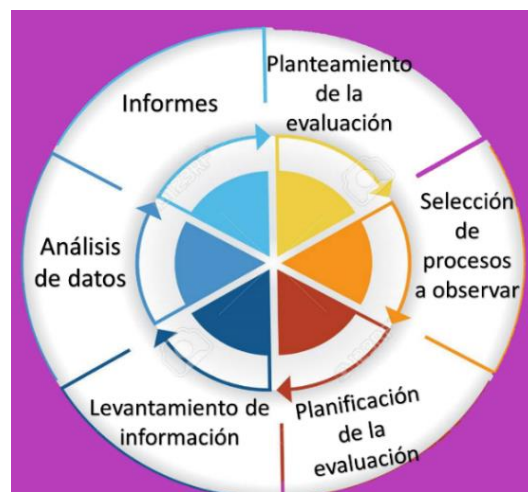 Planteamiento
de la
evaluación
Selección
de
procesos
a observar
Planificación
de la
evaluación
Levantamiento de
información
Análisis
de datos
Informes